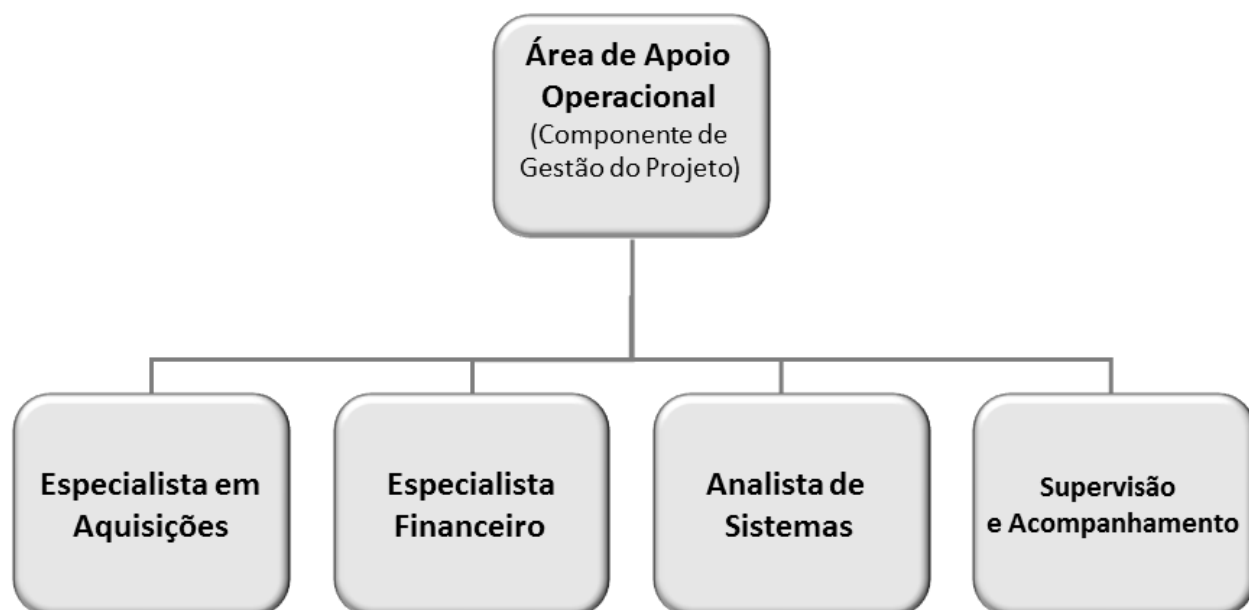 Área de Apoio
Operacional
(Componente de
Gestão do Projeto)
Especialista em
Aquisições
Especialista
Financeiro
Analista de
Sistemas
Supervisão
e Acompanhamento